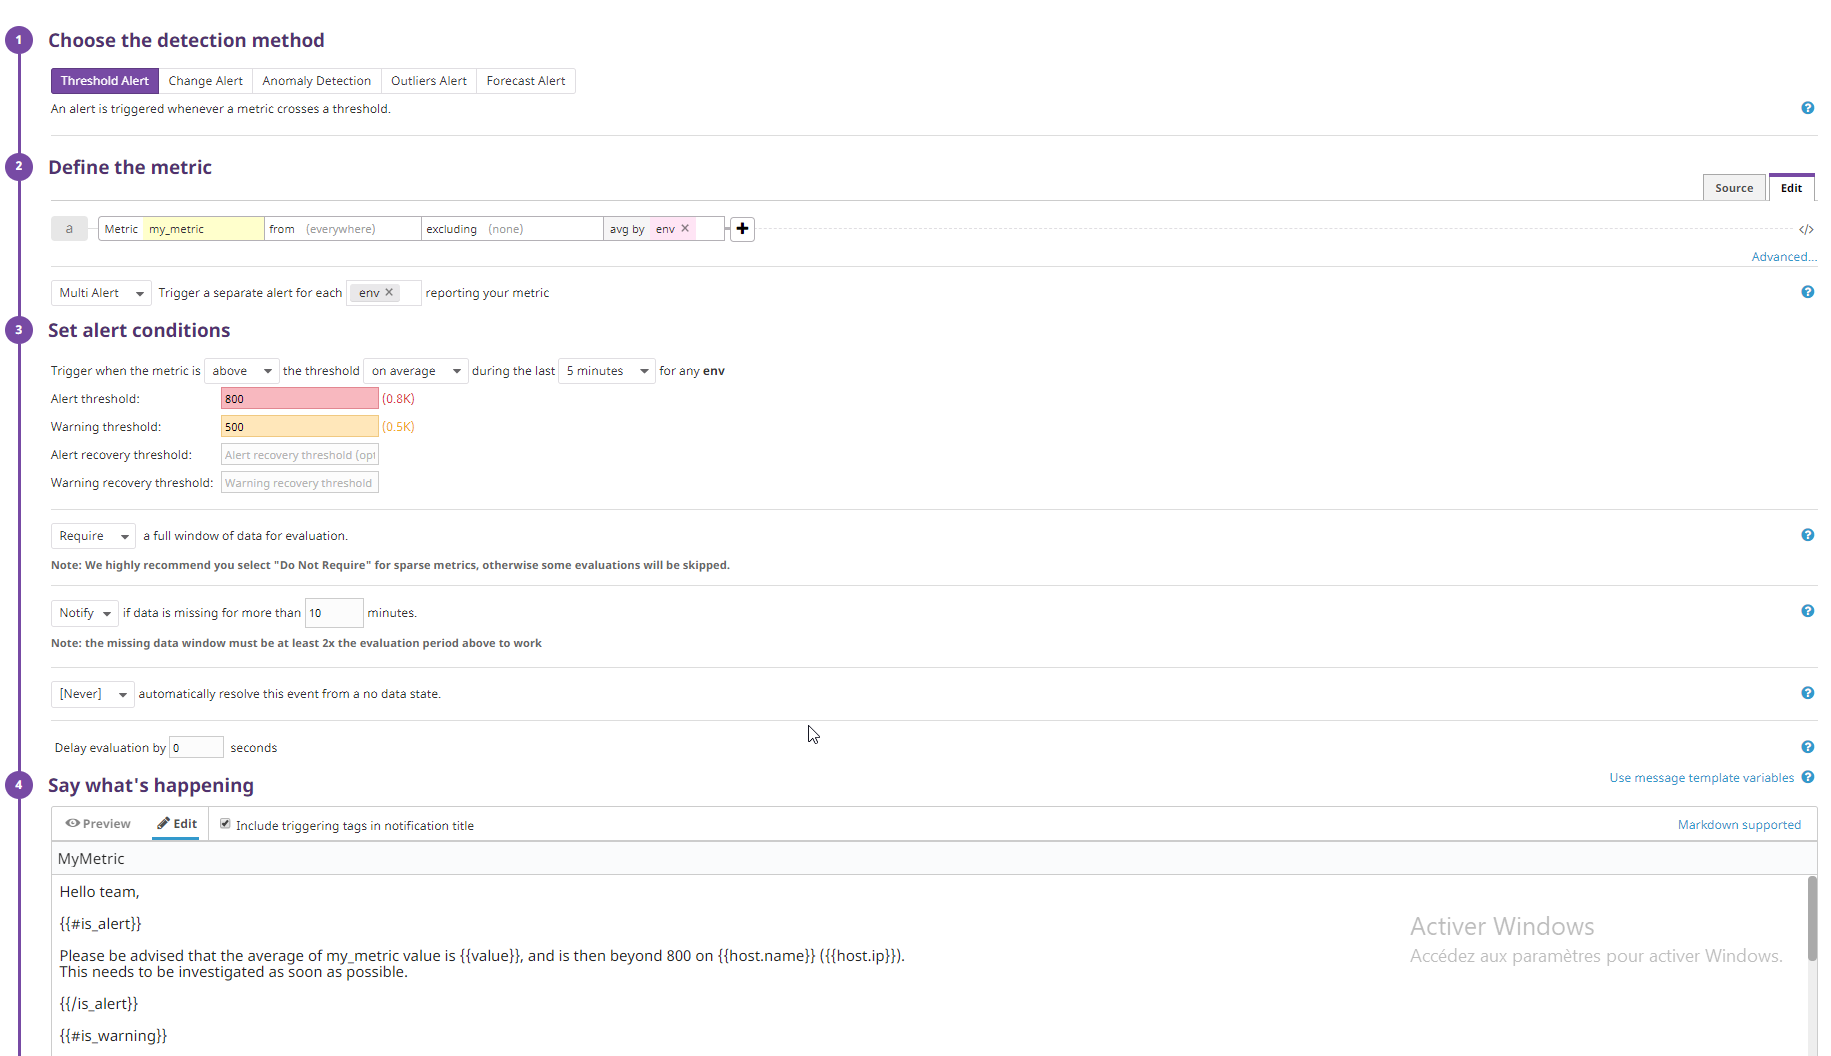 1 Choose the detection method
Threshold Alert Change Alert Anomaly Detection Outliers Alert Forecast Alert
An alert is triggered whenever a metric crosses a threshold. ?
2 Define the metric
Source Edit
a Metric my_metric from (everywhere) excluding (none) avg by env × + </>
Advanced...
Multi Alert Trigger a separate alert for each env × reporting your metric ?
3 Set alert conditions
Trigger when the metric is above the threshold on average during the last 5 minutes for any env
Alert threshold: 800 (0.8K)
Warning threshold: 500 (0.5K)
Alert recovery threshold: Alert recovery threshold (opt
Warning recovery threshold: Warning recovery threshold
Require a full window of data for evaluation. ?
Note: We highly recommend you select "Do Not Require" for sparse metrics, otherwise some evaluations will be skipped.
Notify if data is missing for more than 10 minutes. ?
Note: the missing data window must be at least 2x the evaluation period above to work
[Never] automatically resolve this event from a no data state. ?
Delay evaluation by 0 seconds ?
4 Say what's happening Use message template variables ?
Preview Edit Include triggering tags in notification title Markdown supported
MyMetric
Hello team,
{{#is_alert}}
Please be advised that the average of my_metric value is {{value}}, and is then beyond 800 on {{host.name}} ({{host.ip}}).
This needs to be investigated as soon as possible.
{{/is_alert}}
{{#is_warning}}
Activer Windows
Accédez aux paramètres pour activer Windows.